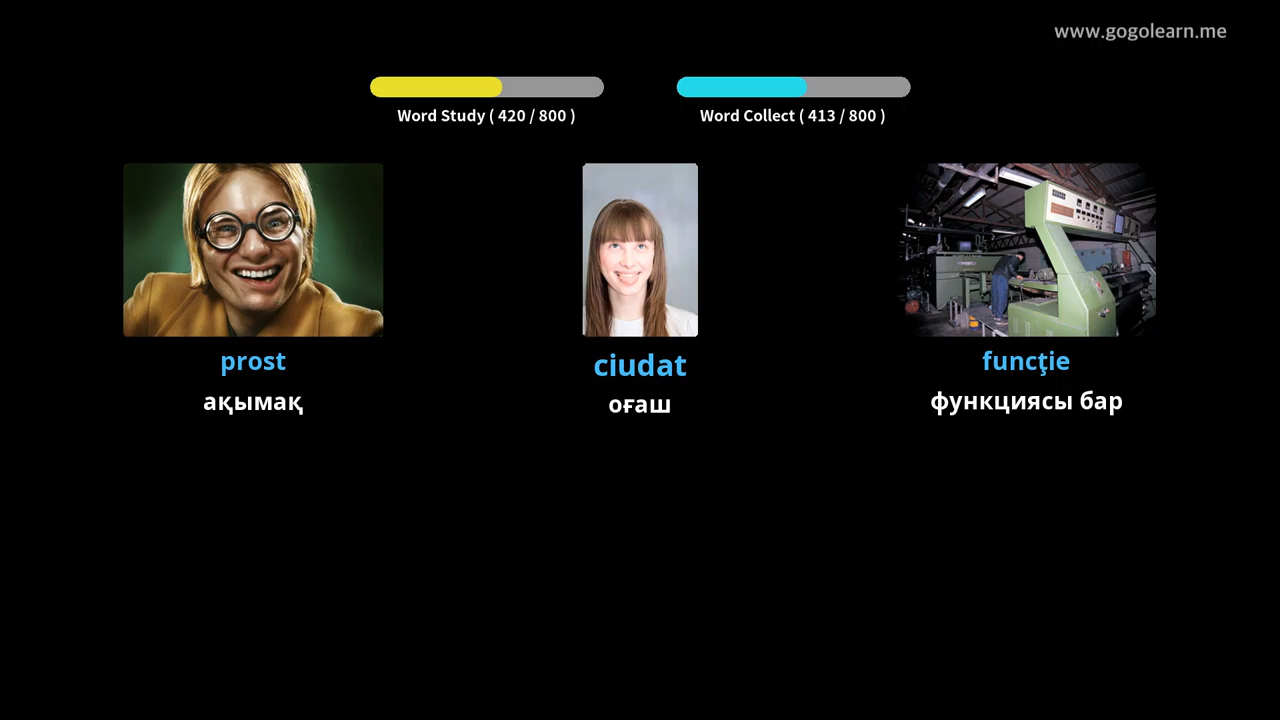 www.gogolearn.me
Word Study ( 420 / 800 )
Word Collect ( 413 / 800 )
prost
ақымақ
ciudat
оғаш
funcţie
функциясы бар